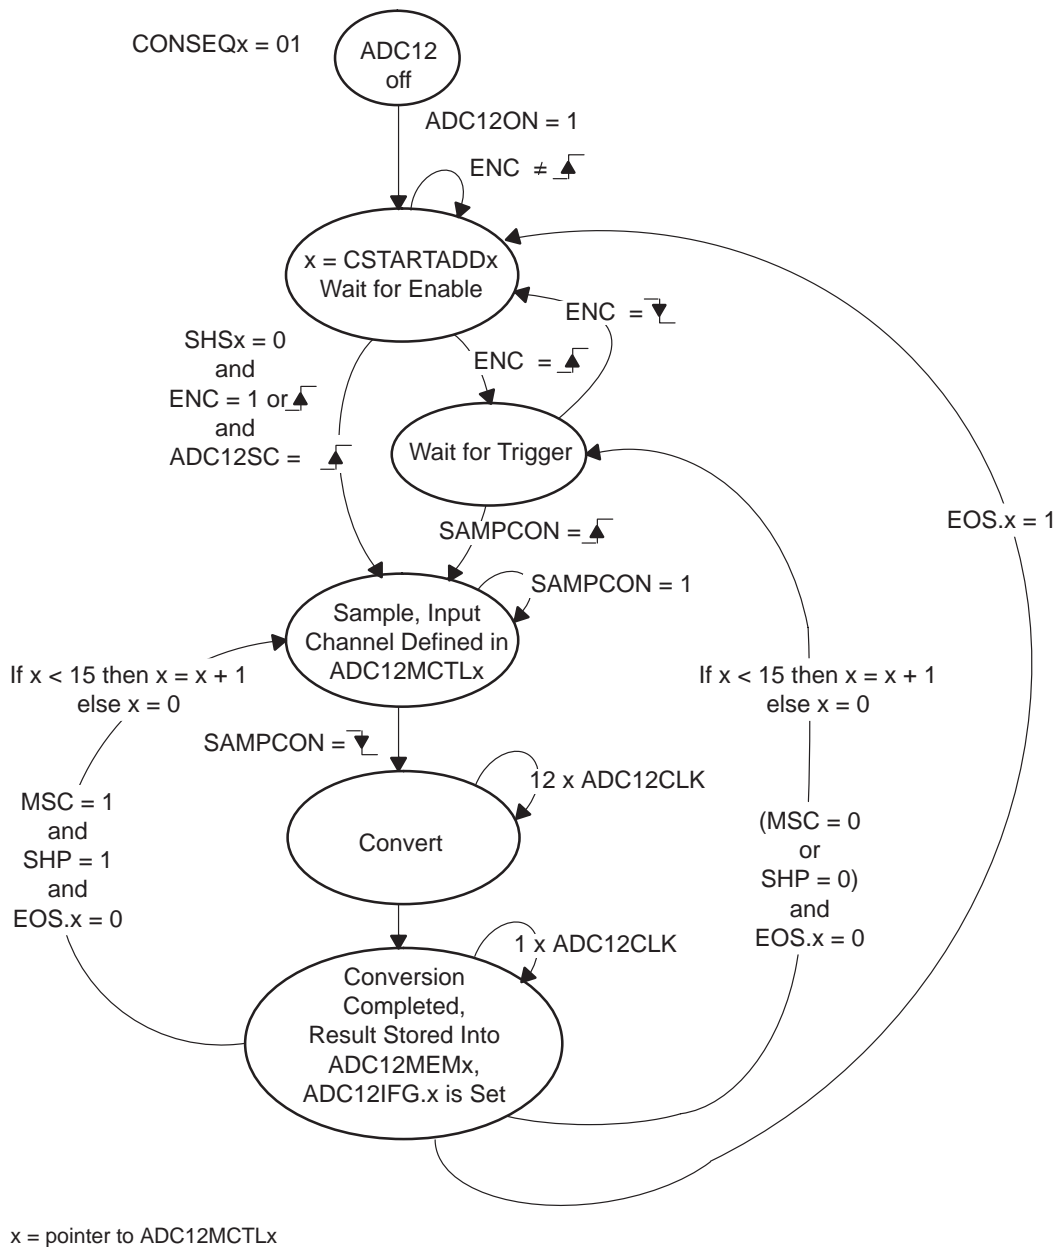 CONSEQx = 01
ADC12
off
ADC12ON = 1
ENC ≠
x = CSTARTADDx
Wait for Enable
ENC =
SHSx = 0
and
ENC = 1 or
and
ADC12SC =
ENC =
Wait for Trigger
EOS.x = 1
SAMPCON =
SAMPCON = 1
Sample, Input
Channel Defined in
ADC12MCTLx
If x < 15 then x = x + 1
else x = 0
If x < 15 then x = x + 1
else x = 0
SAMPCON =
12 x ADC12CLK
MSC = 1
and
SHP = 1
and
EOS.x = 0
Convert
(MSC = 0
or
SHP = 0)
and
EOS.x = 0
1 x ADC12CLK
Conversion
Completed,
Result Stored Into
ADC12MEMx,
ADC12IFG.x is Set
x = pointer to ADC12MCTLx